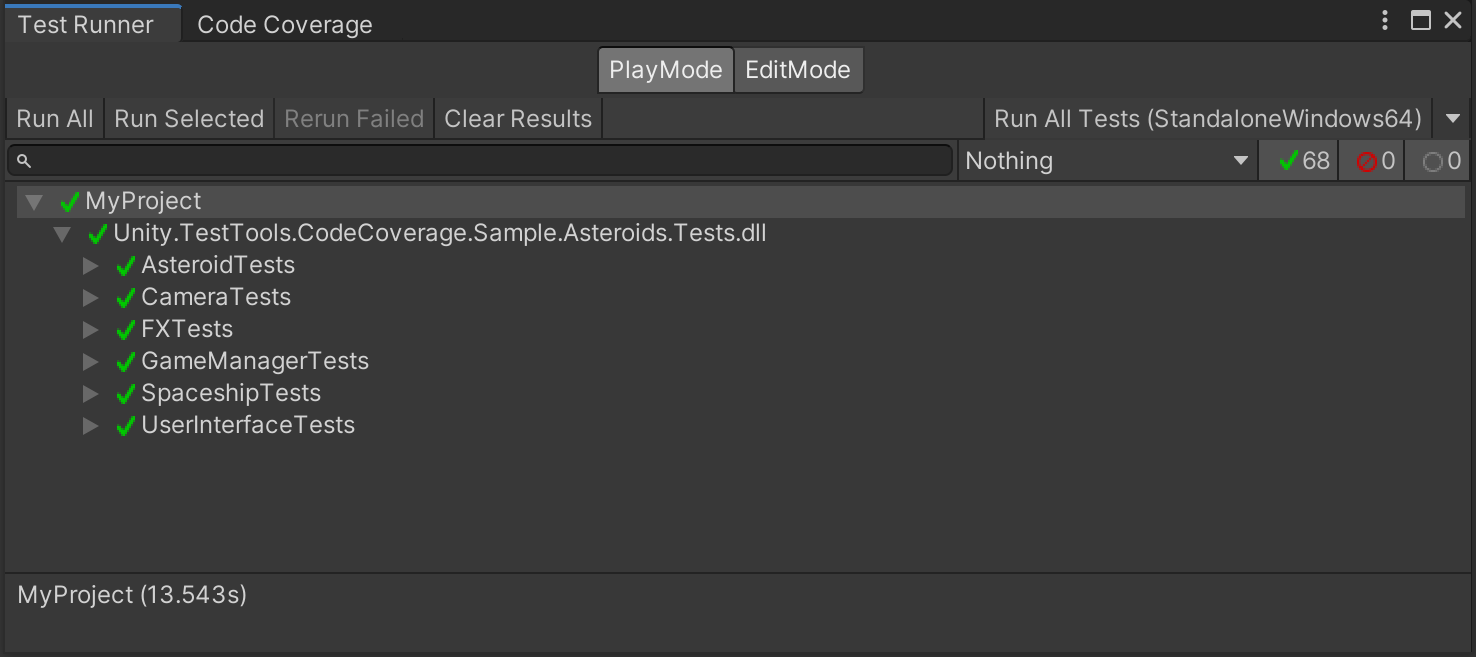 Test Runner Code Coverage
PlayMode EditMode
Run All Run Selected Rerun Failed Clear Results Run All Tests (StandaloneWindows64)
Nothing 68 0 0
MyProject
Unity.TestTools.CodeCoverage.Sample.Asteroids.Tests.dll
AsteroidTests
CameraTests
FXTests
GameManagerTests
SpaceshipTests
UserInterfaceTests
MyProject (13.543s)